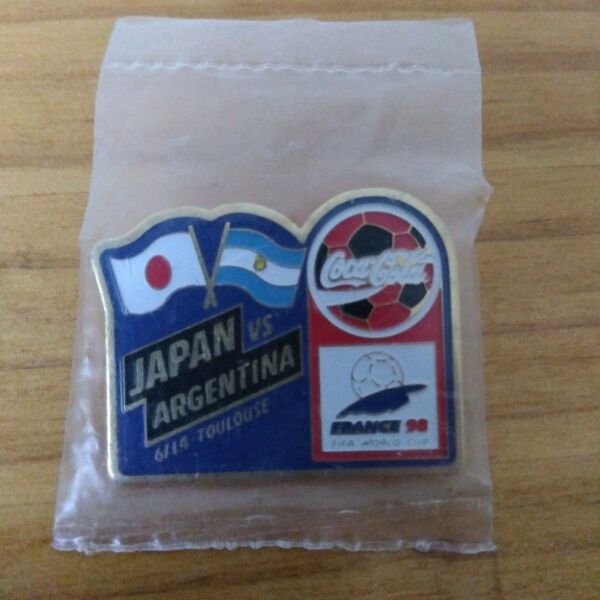 JAPAN VS
ARGENTINA
6/14 TOULOUSE
Coca-Cola
FRANCE 98
FIFA WORLD CUP